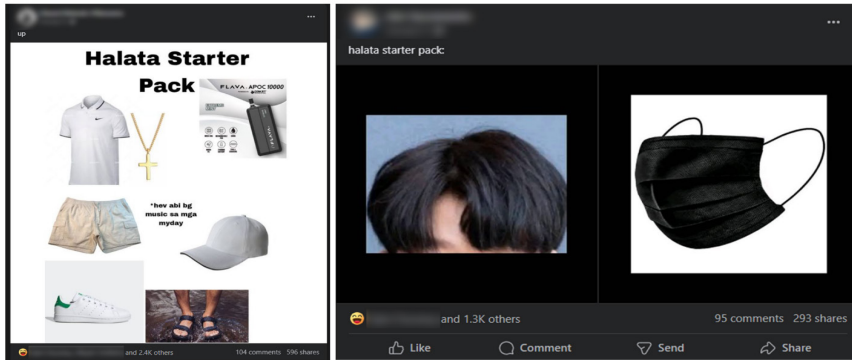 up
Halata Starter
Pack
FLAVA·APOC 10000
*hev abi bg
music sa mga
myday
and 2.4K others
104 comments 596 shares
halata starter pack:
and 1.3K others
95 comments 293 shares
Like
Comment
Send
Share